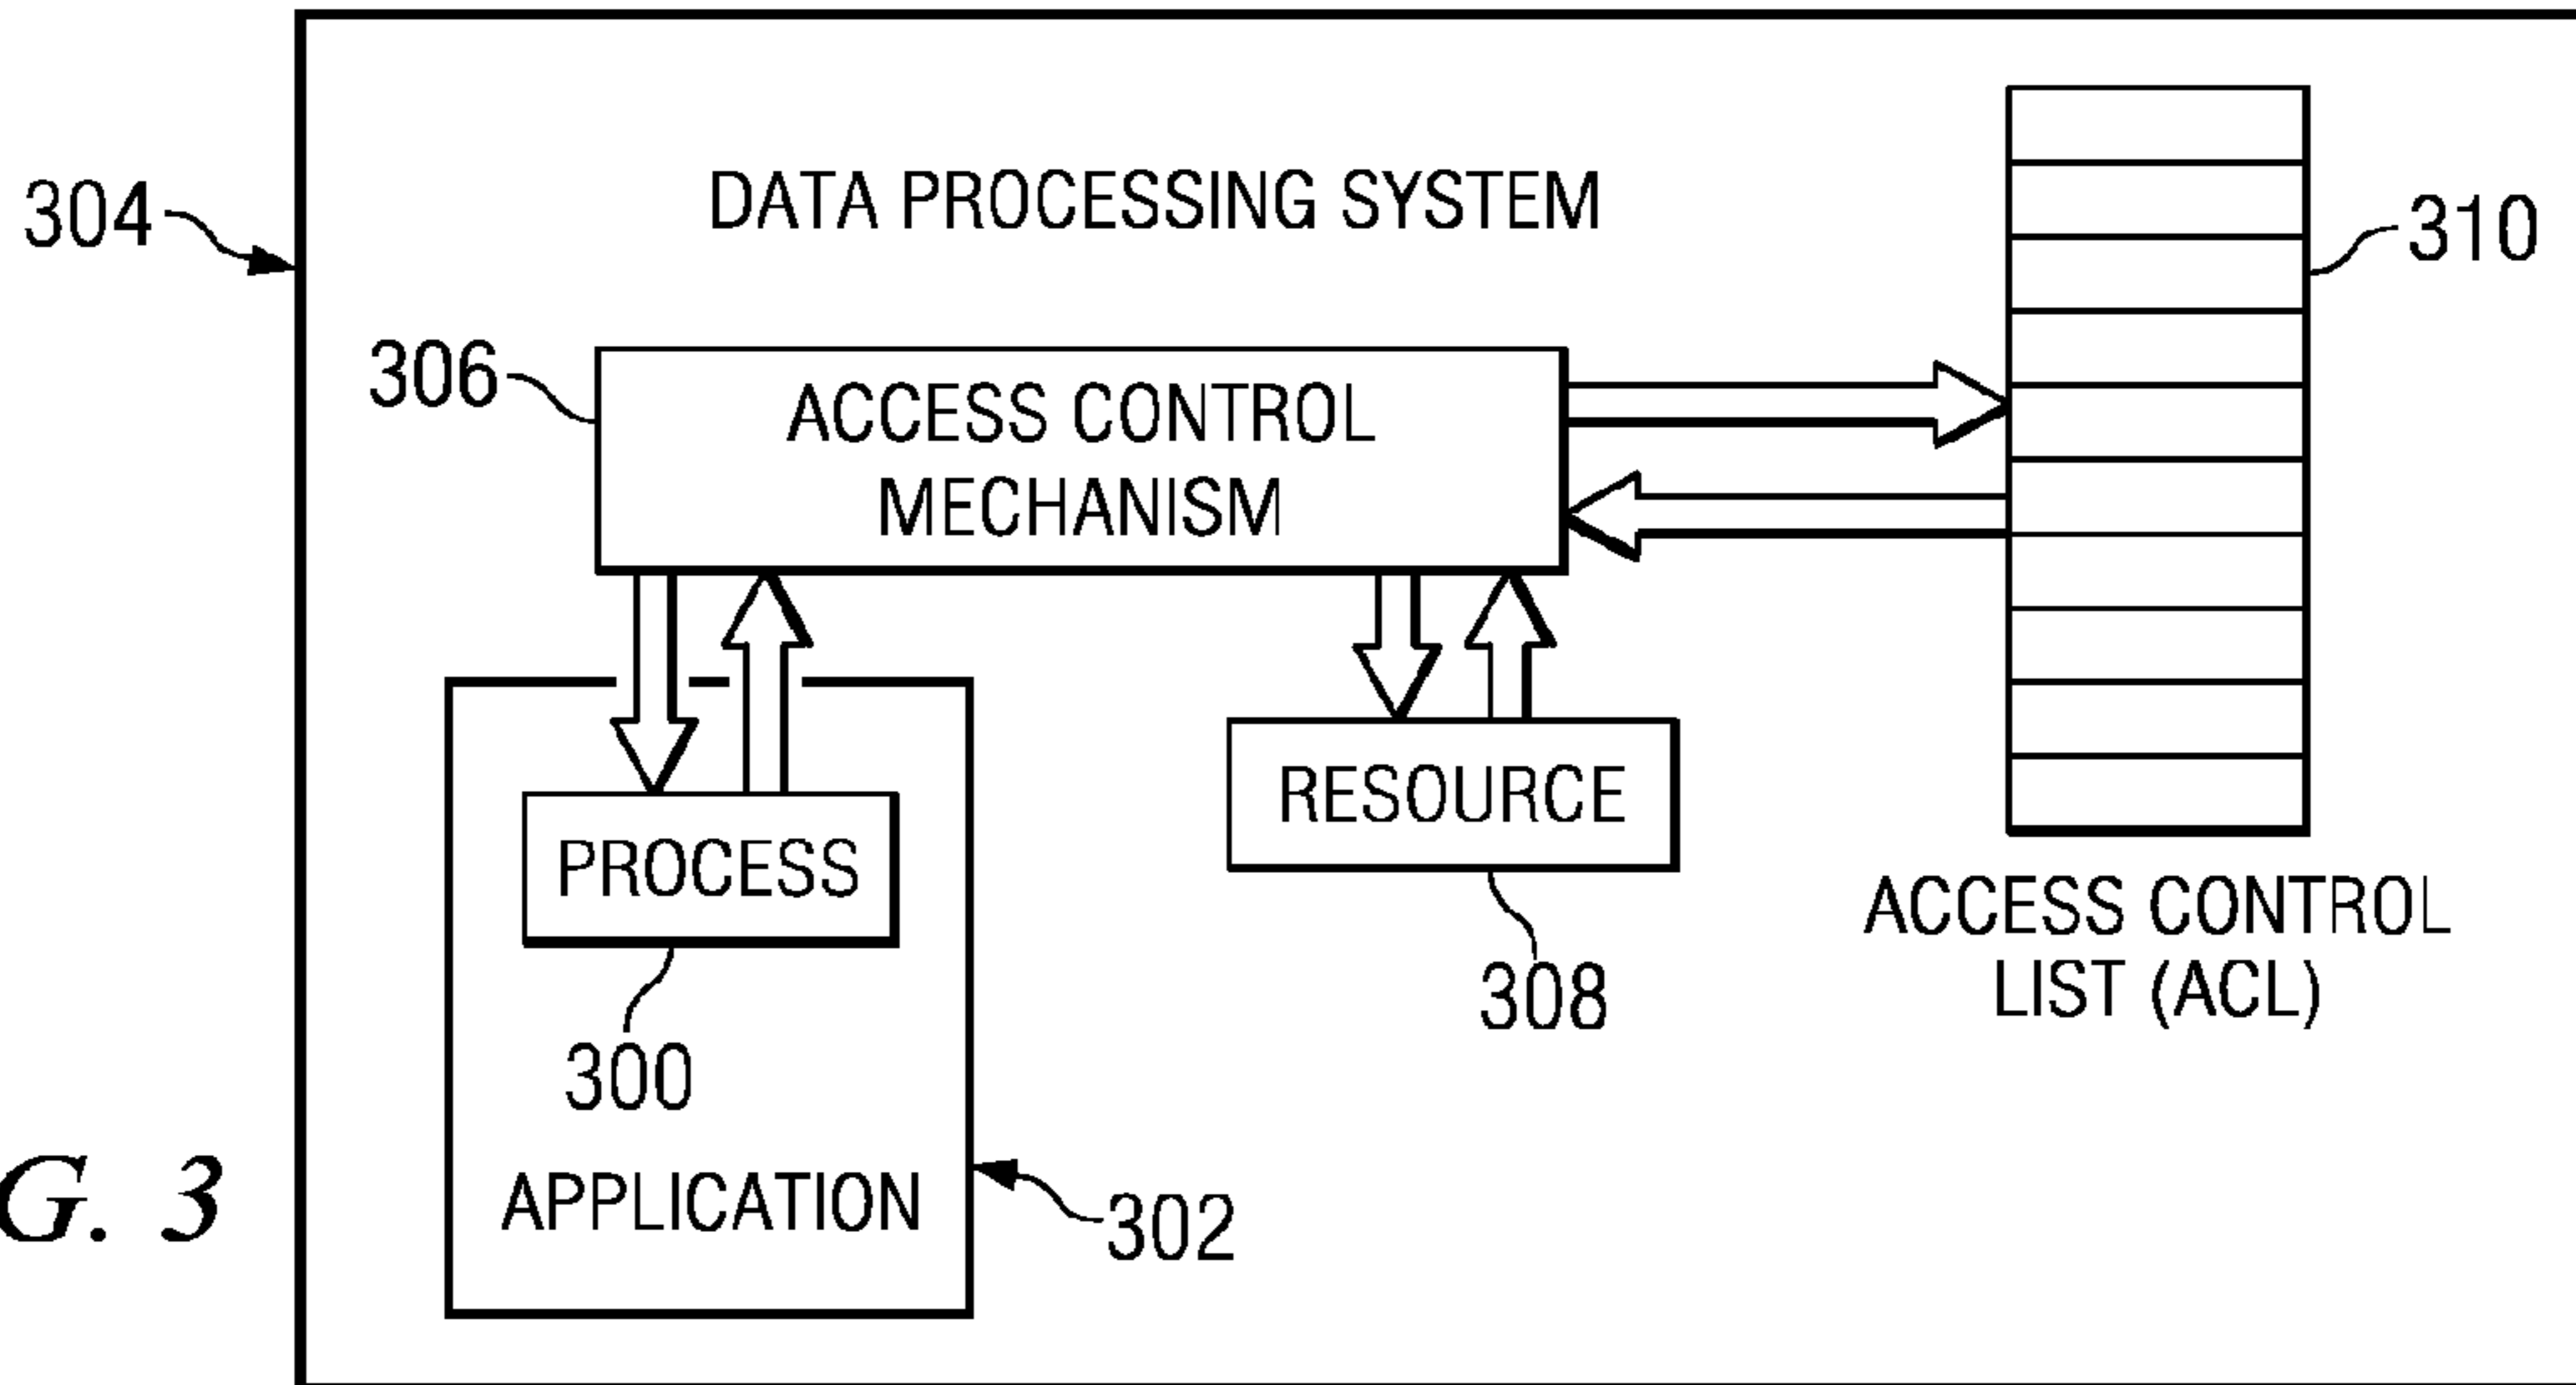 DATA PROCESSING SYSTEM
304
310
306
ACCESS CONTROL
MECHANISM
RESOURCE
PROCESS
ACCESS CONTROL
LIST (ACL)
308
300
G. 3
APPLICATION
302